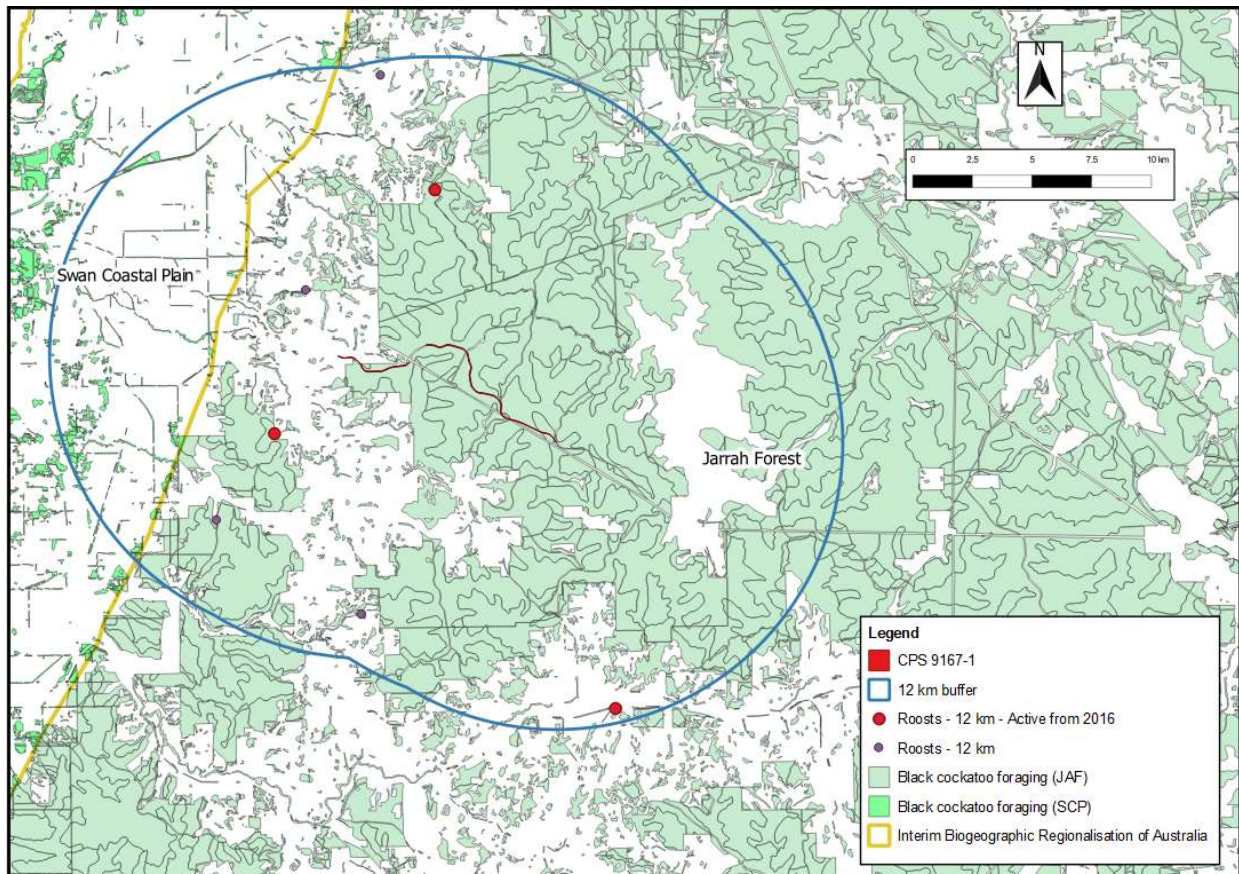 N
0 2.5 5 7.5 10 km
Swan Coastal Plain
Jarrah Forest
Legend
CPS 9167-1
12 km buffer
Roosts - 12 km - Active from 2016
Roosts - 12 km
Black cockatoo foraging (JAF)
Black cockatoo foraging (SCP)
Interim Biogeographic Regionalisation of Australia